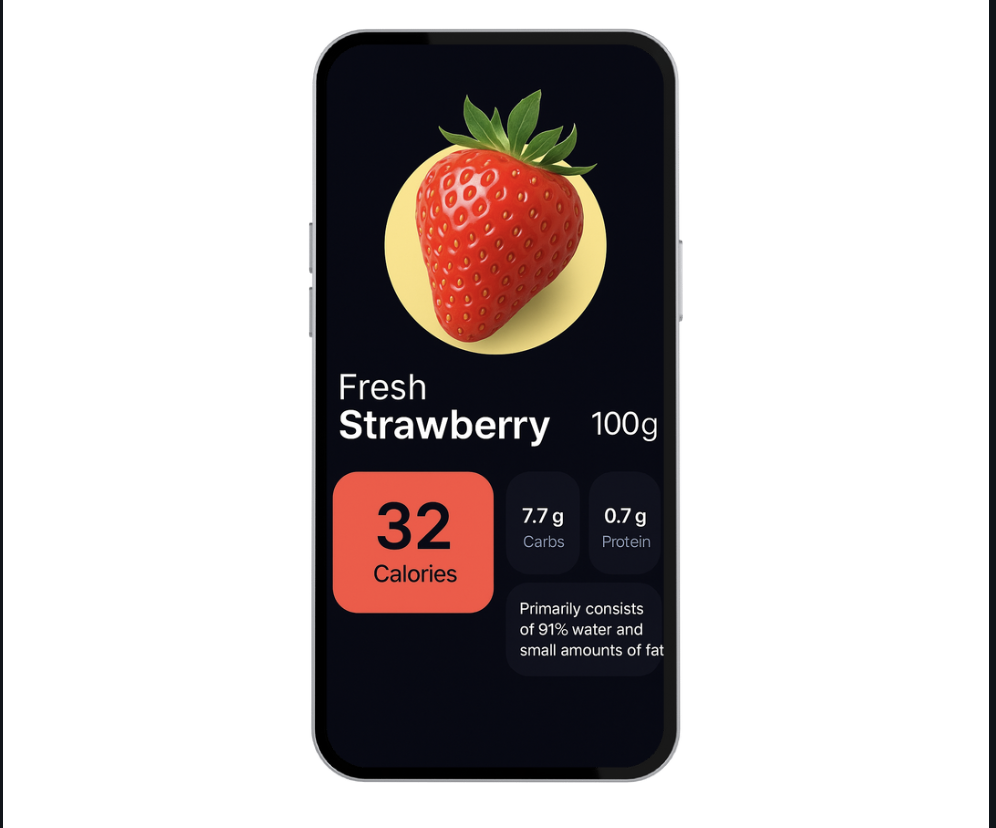 Fresh
Strawberry
100g
32
Calories
7.7 g
Carbs
0.7 g
Protein
Primarily consists
of 91% water and
small amounts of fat